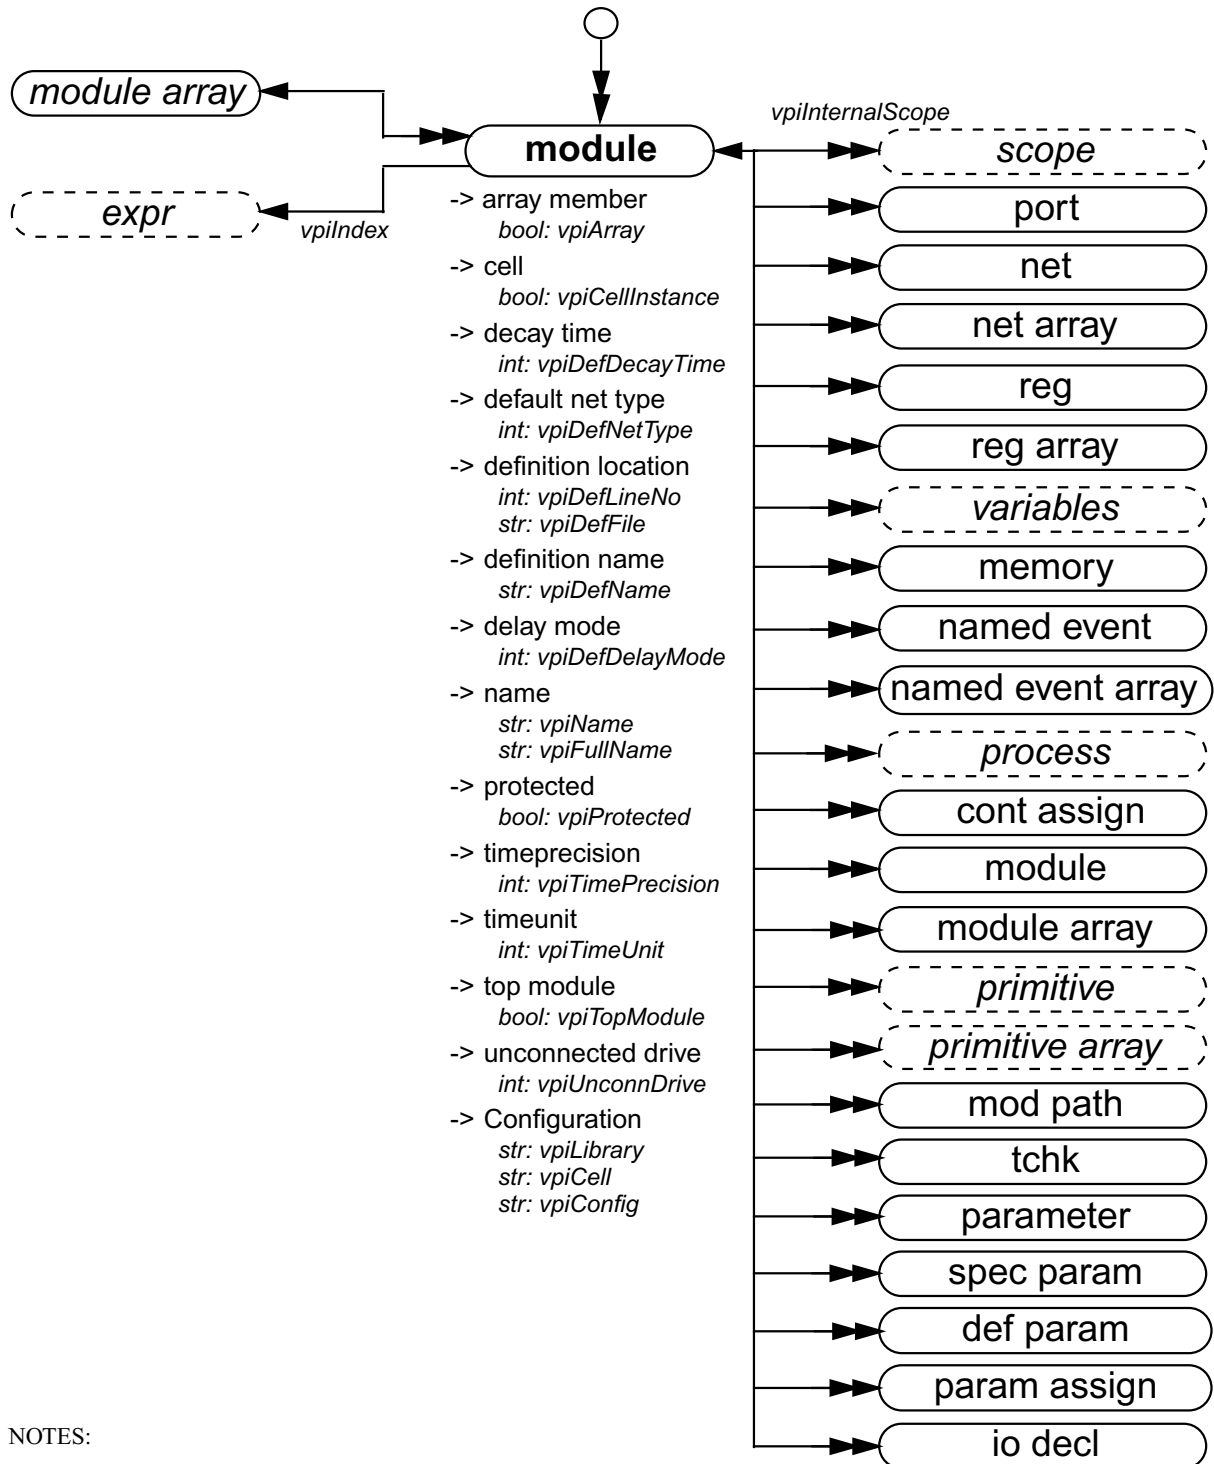 module array
vpiInternalScope
module
scope
expr
vpiIndex
-> array member
bool: vpiArray
-> cell
bool: vpiCellInstance
-> decay time
int: vpiDefDecayTime
-> default net type
int: vpiDefNetType
-> definition location
int: vpiDefLineNo
str: vpiDefFile
-> definition name
str: vpiDefName
-> delay mode
int: vpiDefDelayMode
-> name
str: vpiName
str: vpiFullName
-> protected
bool: vpiProtected
-> timeprecision
int: vpiTimePrecision
-> timeunit
int: vpiTimeUnit
-> top module
bool: vpiTopModule
-> unconnected drive
int: vpiUnconnDrive
-> Configuration
str: vpiLibrary
str: vpiCell
str: vpiConfig
port
net
net array
reg
reg array
variables
memory
named event
named event array
process
cont assign
module
module array
primitive
primitive array
mod path
tchk
parameter
spec param
def param
param assign
io decl
NOTES: